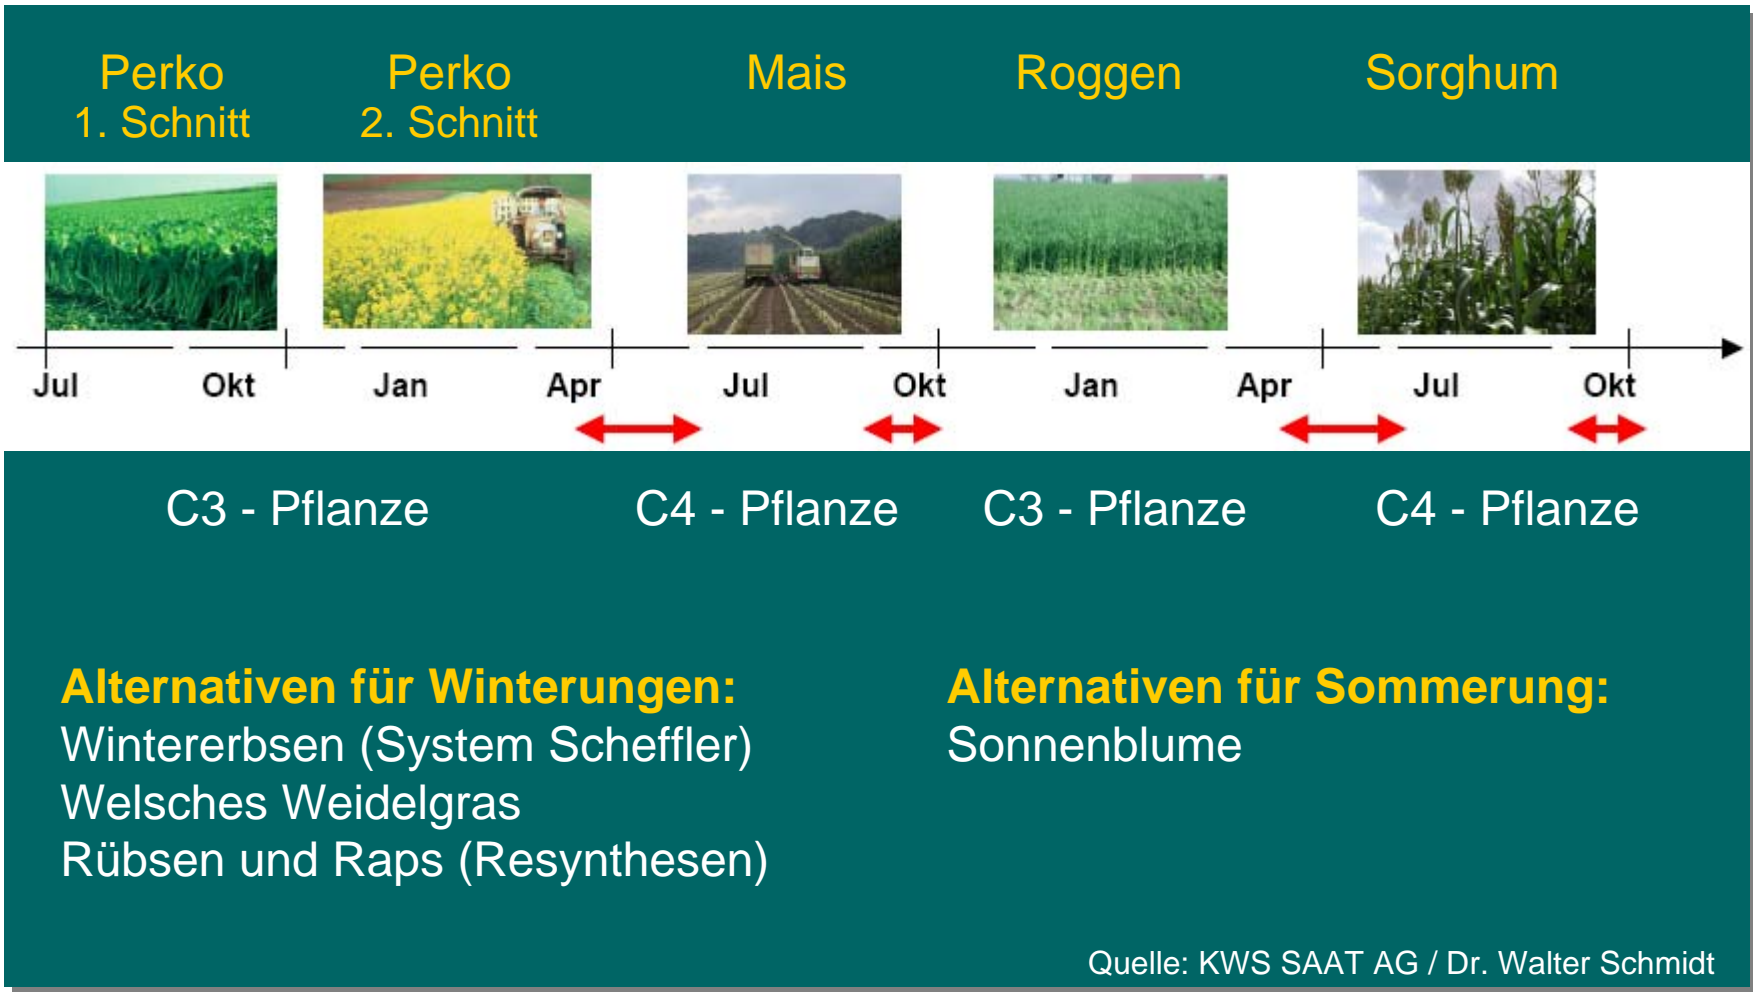 Perko Perko Mais Roggen Sorghum
1. Schnitt 2. Schnitt
Jul Okt Jan Apr Jul Okt Jan Apr Jul Okt
C3 - Pflanze C4 - Pflanze C3 - Pflanze C4 - Pflanze
Alternativen für Winterungen:
Wintererbsen (System Scheffler)
Welsches Weidelgras
Rübsen und Raps (Resynthesen)
Alternativen für Sommerung:
Sonnenblume
Quelle: KWS SAAT AG / Dr. Walter Schmidt